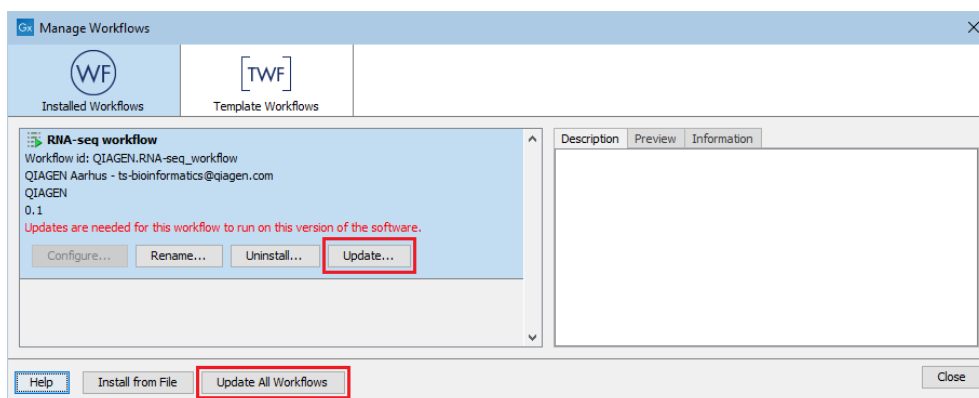 Gx Manage Workflows
WF
TWF
Installed Workflows
Template Workflows
RNA-seq workflow
Workflow id: QIAGEN.RNA-seq_workflow
QIAGEN Aarhus - ts-bioinformatics@qiagen.com
QIAGEN
0.1
Updates are needed for this workflow to run on this version of the software.
Configure... Rename... Uninstall... Update...
Description Preview Information
Help Install from File Update All Workflows Close